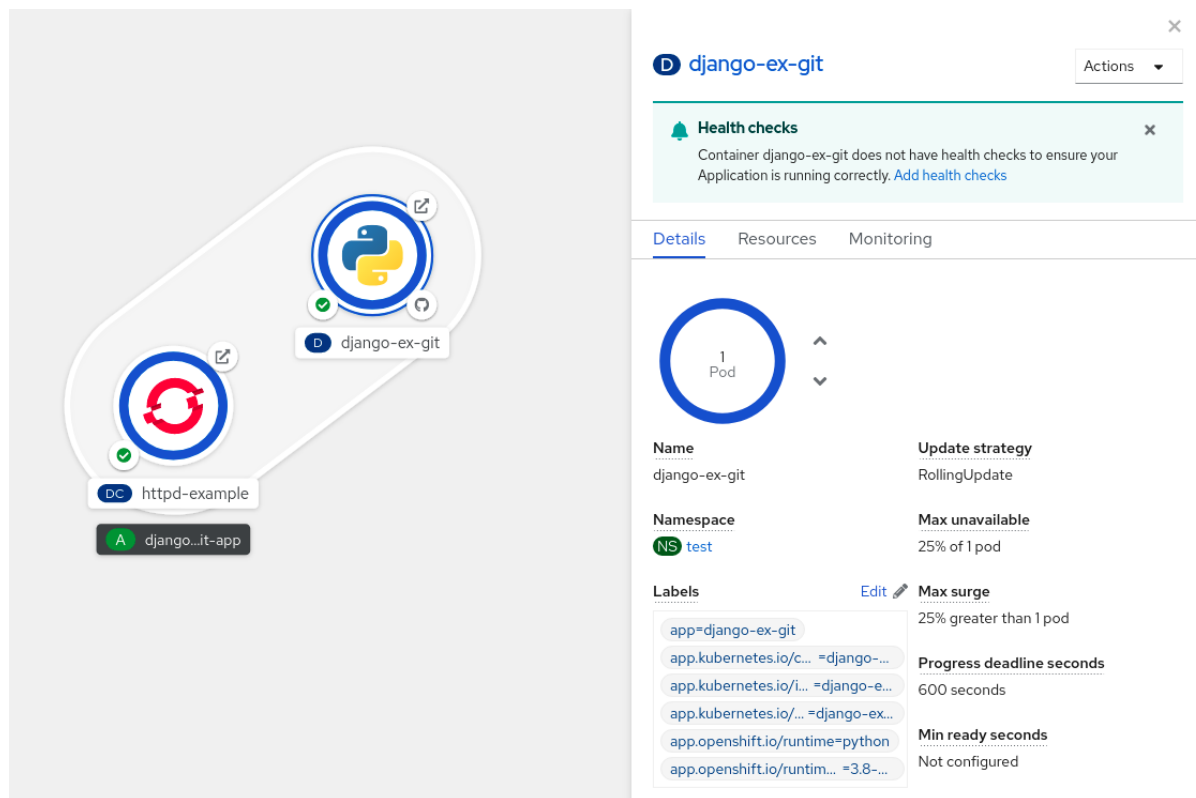 D django-ex-git
DC httpd-example
A django...it-app
D django-ex-git
Actions
Health checks
Container django-ex-git does not have health checks to ensure your
Application is running correctly. Add health checks
Details Resources Monitoring
1
Pod
Name
django-ex-git
Namespace
NS test
Labels Edit
app=django-ex-git
app.kubernetes.io/c... =django-...
app.kubernetes.io/i... =django-e...
app.kubernetes.io/... =django-ex...
app.openshift.io/runtime=python
app.openshift.io/runtim... =3.8-...
Update strategy
RollingUpdate
Max unavailable
25% of 1 pod
Max surge
25% greater than 1 pod
Progress deadline seconds
600 seconds
Min ready seconds
Not configured